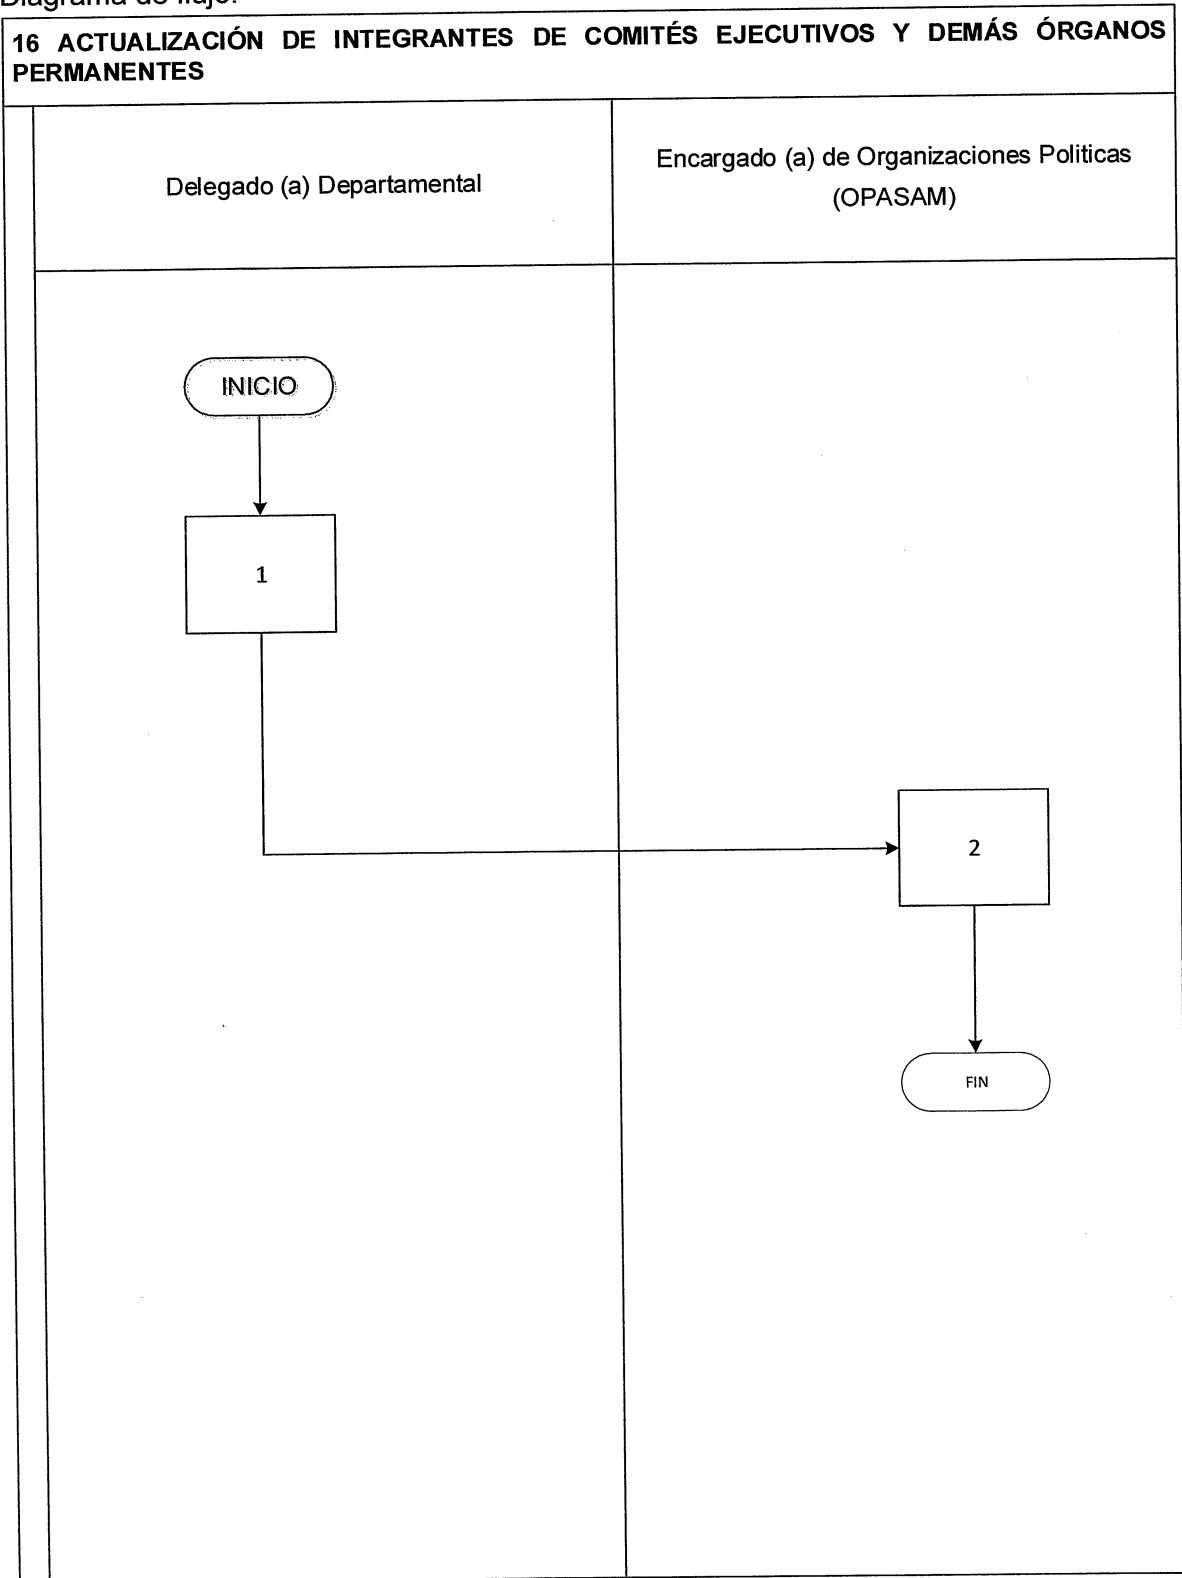 Diagrama de flujo:
16 ACTUALIZACIÓN DE INTEGRANTES DE COMITÉS EJECUTIVOS Y DEMÁS ÓRGANOS
PERMANENTES
Delegado (a) Departamental
Encargado (a) de Organizaciones Politicas
(OPASAM)
INICIO
1
2
FIN